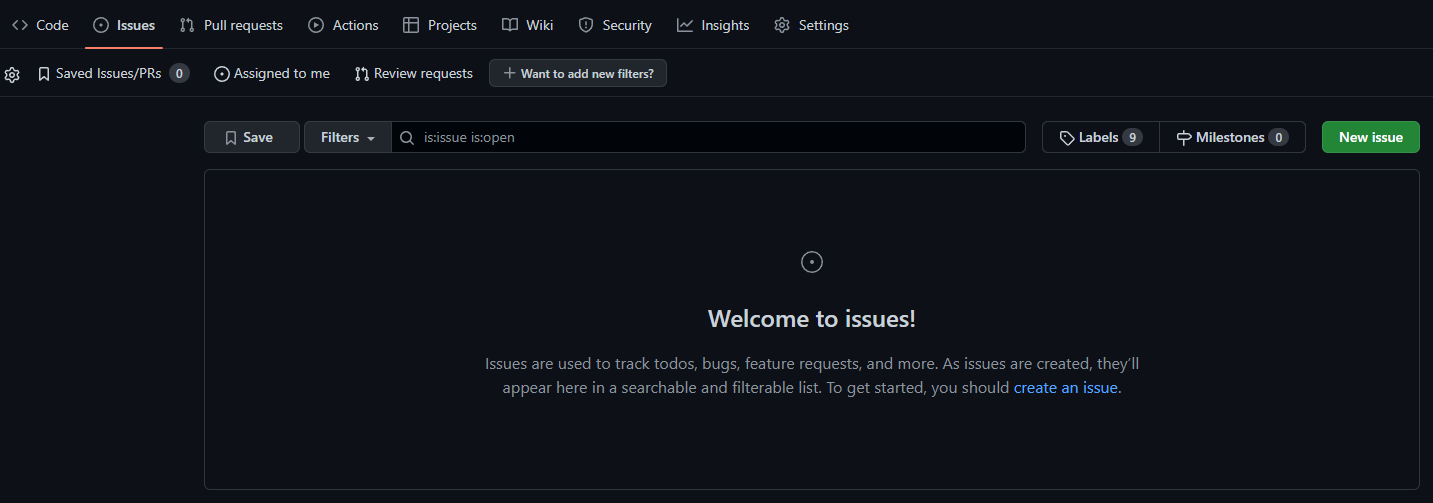 Code Issues Pull requests Actions Projects Wiki Security Insights Settings
Saved Issues/PRs 0 Assigned to me Review requests Want to add new filters?
Save Filters is:issue is:open Labels 9 Milestones 0 New issue
Welcome to issues!
Issues are used to track todos, bugs, feature requests, and more. As issues are created, they’ll
appear here in a searchable and filterable list. To get started, you should create an issue.